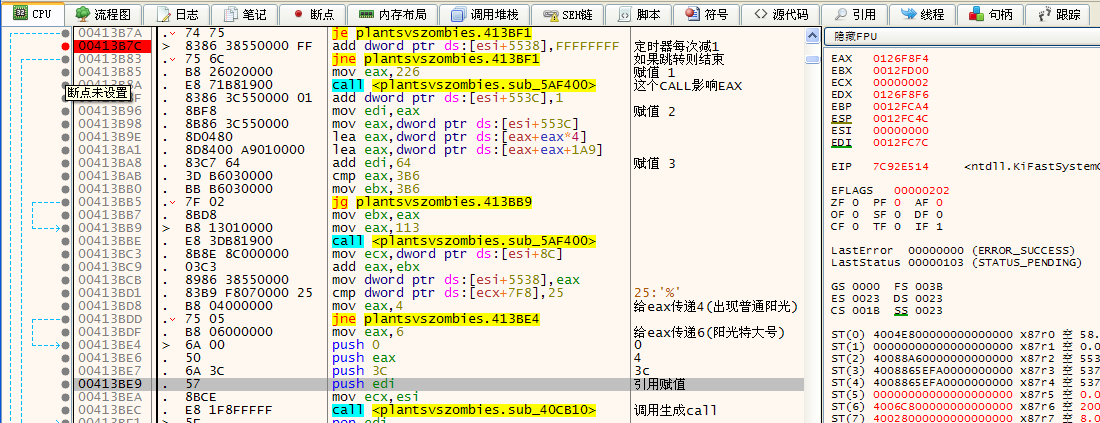 CPU 流程图 日志 笔记 断点 内存布局 调用堆栈 SEH链 脚本 符号 源代码 引用 线程 句柄 跟踪
00413B7A . 74 75 je plantsvszombies.413BF1
00413B7C > 8386 38550000 FF add dword ptr ds:[esi+5538],FFFFFFFF 定时器每次减1
00413B83 . 75 6C jne plantsvszombies.413BF1 如果跳转则结束
00413B85 . B8 26020000 mov eax,226 赋值 1
8A . E8 71B81900 call <plantsvszombies.sub_5AF400> 这个CALL影响EAX
断点未设置
. 8386 3C550000 01 add dword ptr ds:[esi+553C],1
00413B96 . 8BF8 mov edi,eax 赋值 2
00413B98 . 8B86 3C550000 mov eax,dword ptr ds:[esi+553C]
00413B9E . 8D0480 lea eax,dword ptr ds:[eax+eax*4]
00413BA1 . 8D8400 A9010000 lea eax,dword ptr ds:[eax+eax+1A9]
00413BA8 . 83C7 64 add edi,64 赋值 3
00413BAB . 3D B6030000 cmp eax,3B6
00413BB0 . BB B6030000 mov ebx,3B6
00413BB5 . 7F 02 jg plantsvszombies.413BB9
00413BB7 . 8BD8 mov ebx,eax
00413BB9 > B8 13010000 mov eax,113
00413BBE . E8 3DB81900 call <plantsvszombies.sub_5AF400>
00413BC3 . 8B8E 8C000000 mov ecx,dword ptr ds:[esi+8C]
00413BC9 . 03C3 add eax,ebx
00413BCB . 8986 38550000 mov dword ptr ds:[esi+5538],eax
00413BD1 . 83B9 F8070000 25 cmp dword ptr ds:[ecx+7F8],25 25:'%'
00413BD8 . B8 04000000 mov eax,4 给eax传递4(出现普通阳光)
00413BDD . 75 05 jne plantsvszombies.413BE4
00413BDF . B8 06000000 mov eax,6 给eax传递6(阳光特大号)
00413BE4 > 6A 00 push 0 0
00413BE6 . 50 push eax 4
00413BE7 . 6A 3C push 3C 3c
00413BE9 . 57 push edi 引用赋值
00413BEA . 8BCE mov ecx,esi
00413BEC . E8 1F8FFFFF call <plantsvszombies.sub_40CB10> 调用生成call
隐藏FPU
EAX 0126F8F4
EBX 0012FD00
ECX 00000002
EDX 0126F8F6
EBP 0012FCA4
ESP 0012FC4C
ESI 00000000
EDI 0012FC7C
EIP 7C92E514 <ntdll.KiFastSystemC
EFLAGS 00000202
ZF 0 PF 0 AF 0
OF 0 SF 0 DF 0
CF 0 TF 0 IF 1
LastError 00000000 (ERROR_SUCCESS)
LastStatus 00000103 (STATUS_PENDING)
GS 0000 FS 003B
ES 0023 DS 0023
CS 001B SS 0023
ST(0) 4004E800000000000000 x87r0 空 58.
ST(1) 00000000000000000000 x87r1 空 0.0
ST(2) 40088A60000000000000 x87r2 空 553
ST(3) 4008865EFA0000000000 x87r3 空 537
ST(4) 4008865EFA0000000000 x87r4 空 537
ST(5) 00000000000000000000 x87r5 空 0.0
ST(6) 4006C800000000000000 x87r6 空 200
ST(7) 40028000000000000000 x87r7 空 8.0